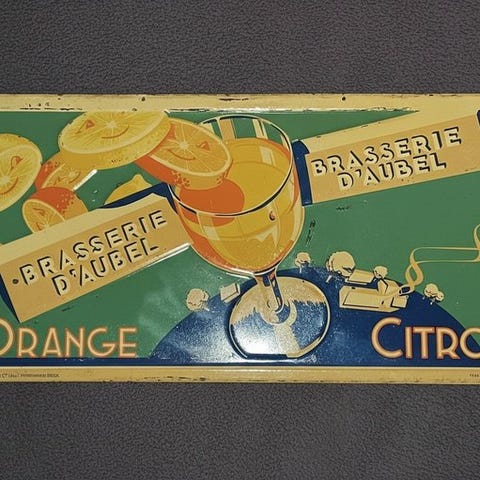 BRASSERIE
D'AUBEL
BRASSERIE
D'AUBEL
ORANGE
CITRO